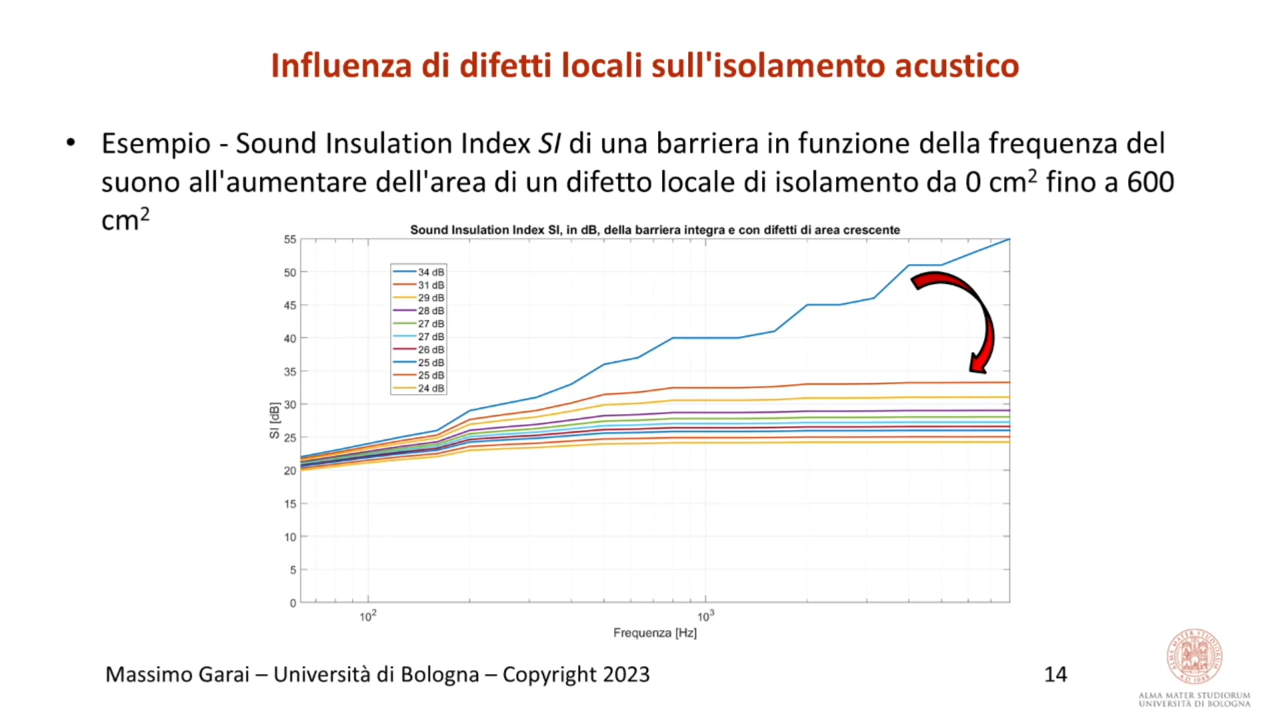 Influenza di difetti locali sull'isolamento acustico
• Esempio - Sound Insulation Index SI di una barriera in funzione della frequenza del
suono all'aumentare dell'area di un difetto locale di isolamento da 0 cm² fino a 600
cm²
Sound Insulation Index SI, in dB, della barriera integra e con difetti di area crescente
55
50
45
40
35
30
25
20
15
10
5
0
SI [dB]
34 dB
31 dB
29 dB
28 dB
27 dB
27 dB
26 dB
25 dB
25 dB
24 dB
10²
10³
Frequenza [Hz]
Massimo Garai – Università di Bologna – Copyright 2023
14
ALMA MATER STUDIORUM
A.D. 1088
ALMA MATER STUDIORUM
UNIVERSITÀ DI BOLOGNA